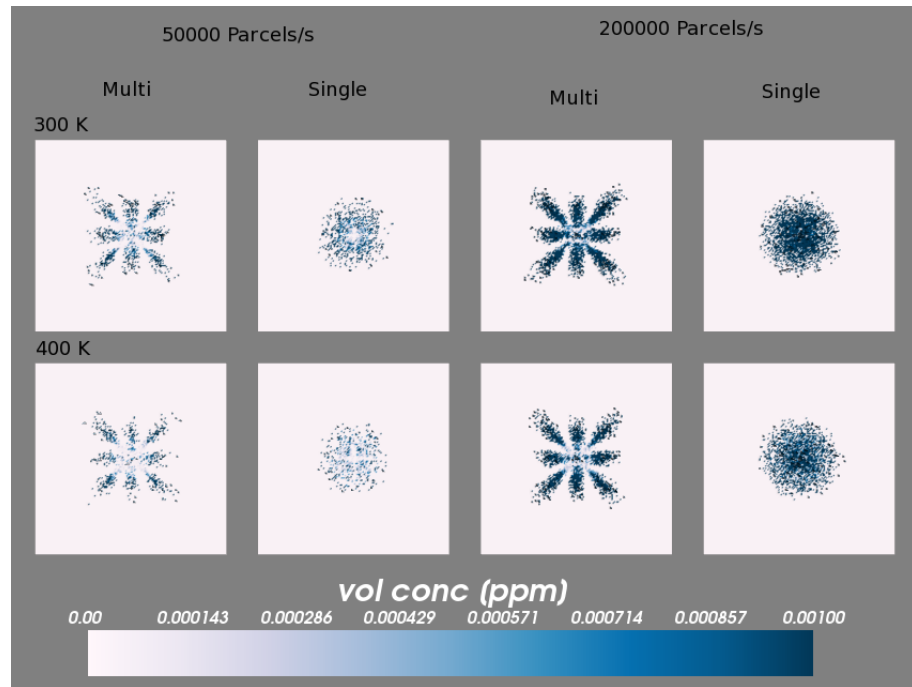 50000 Parcels/s
200000 Parcels/s
Multi
Single
Multi
Single
300 K
400 K
vol conc (ppm)
0.00 0.000143 0.000286 0.000429 0.000571 0.000714 0.000857 0.00100